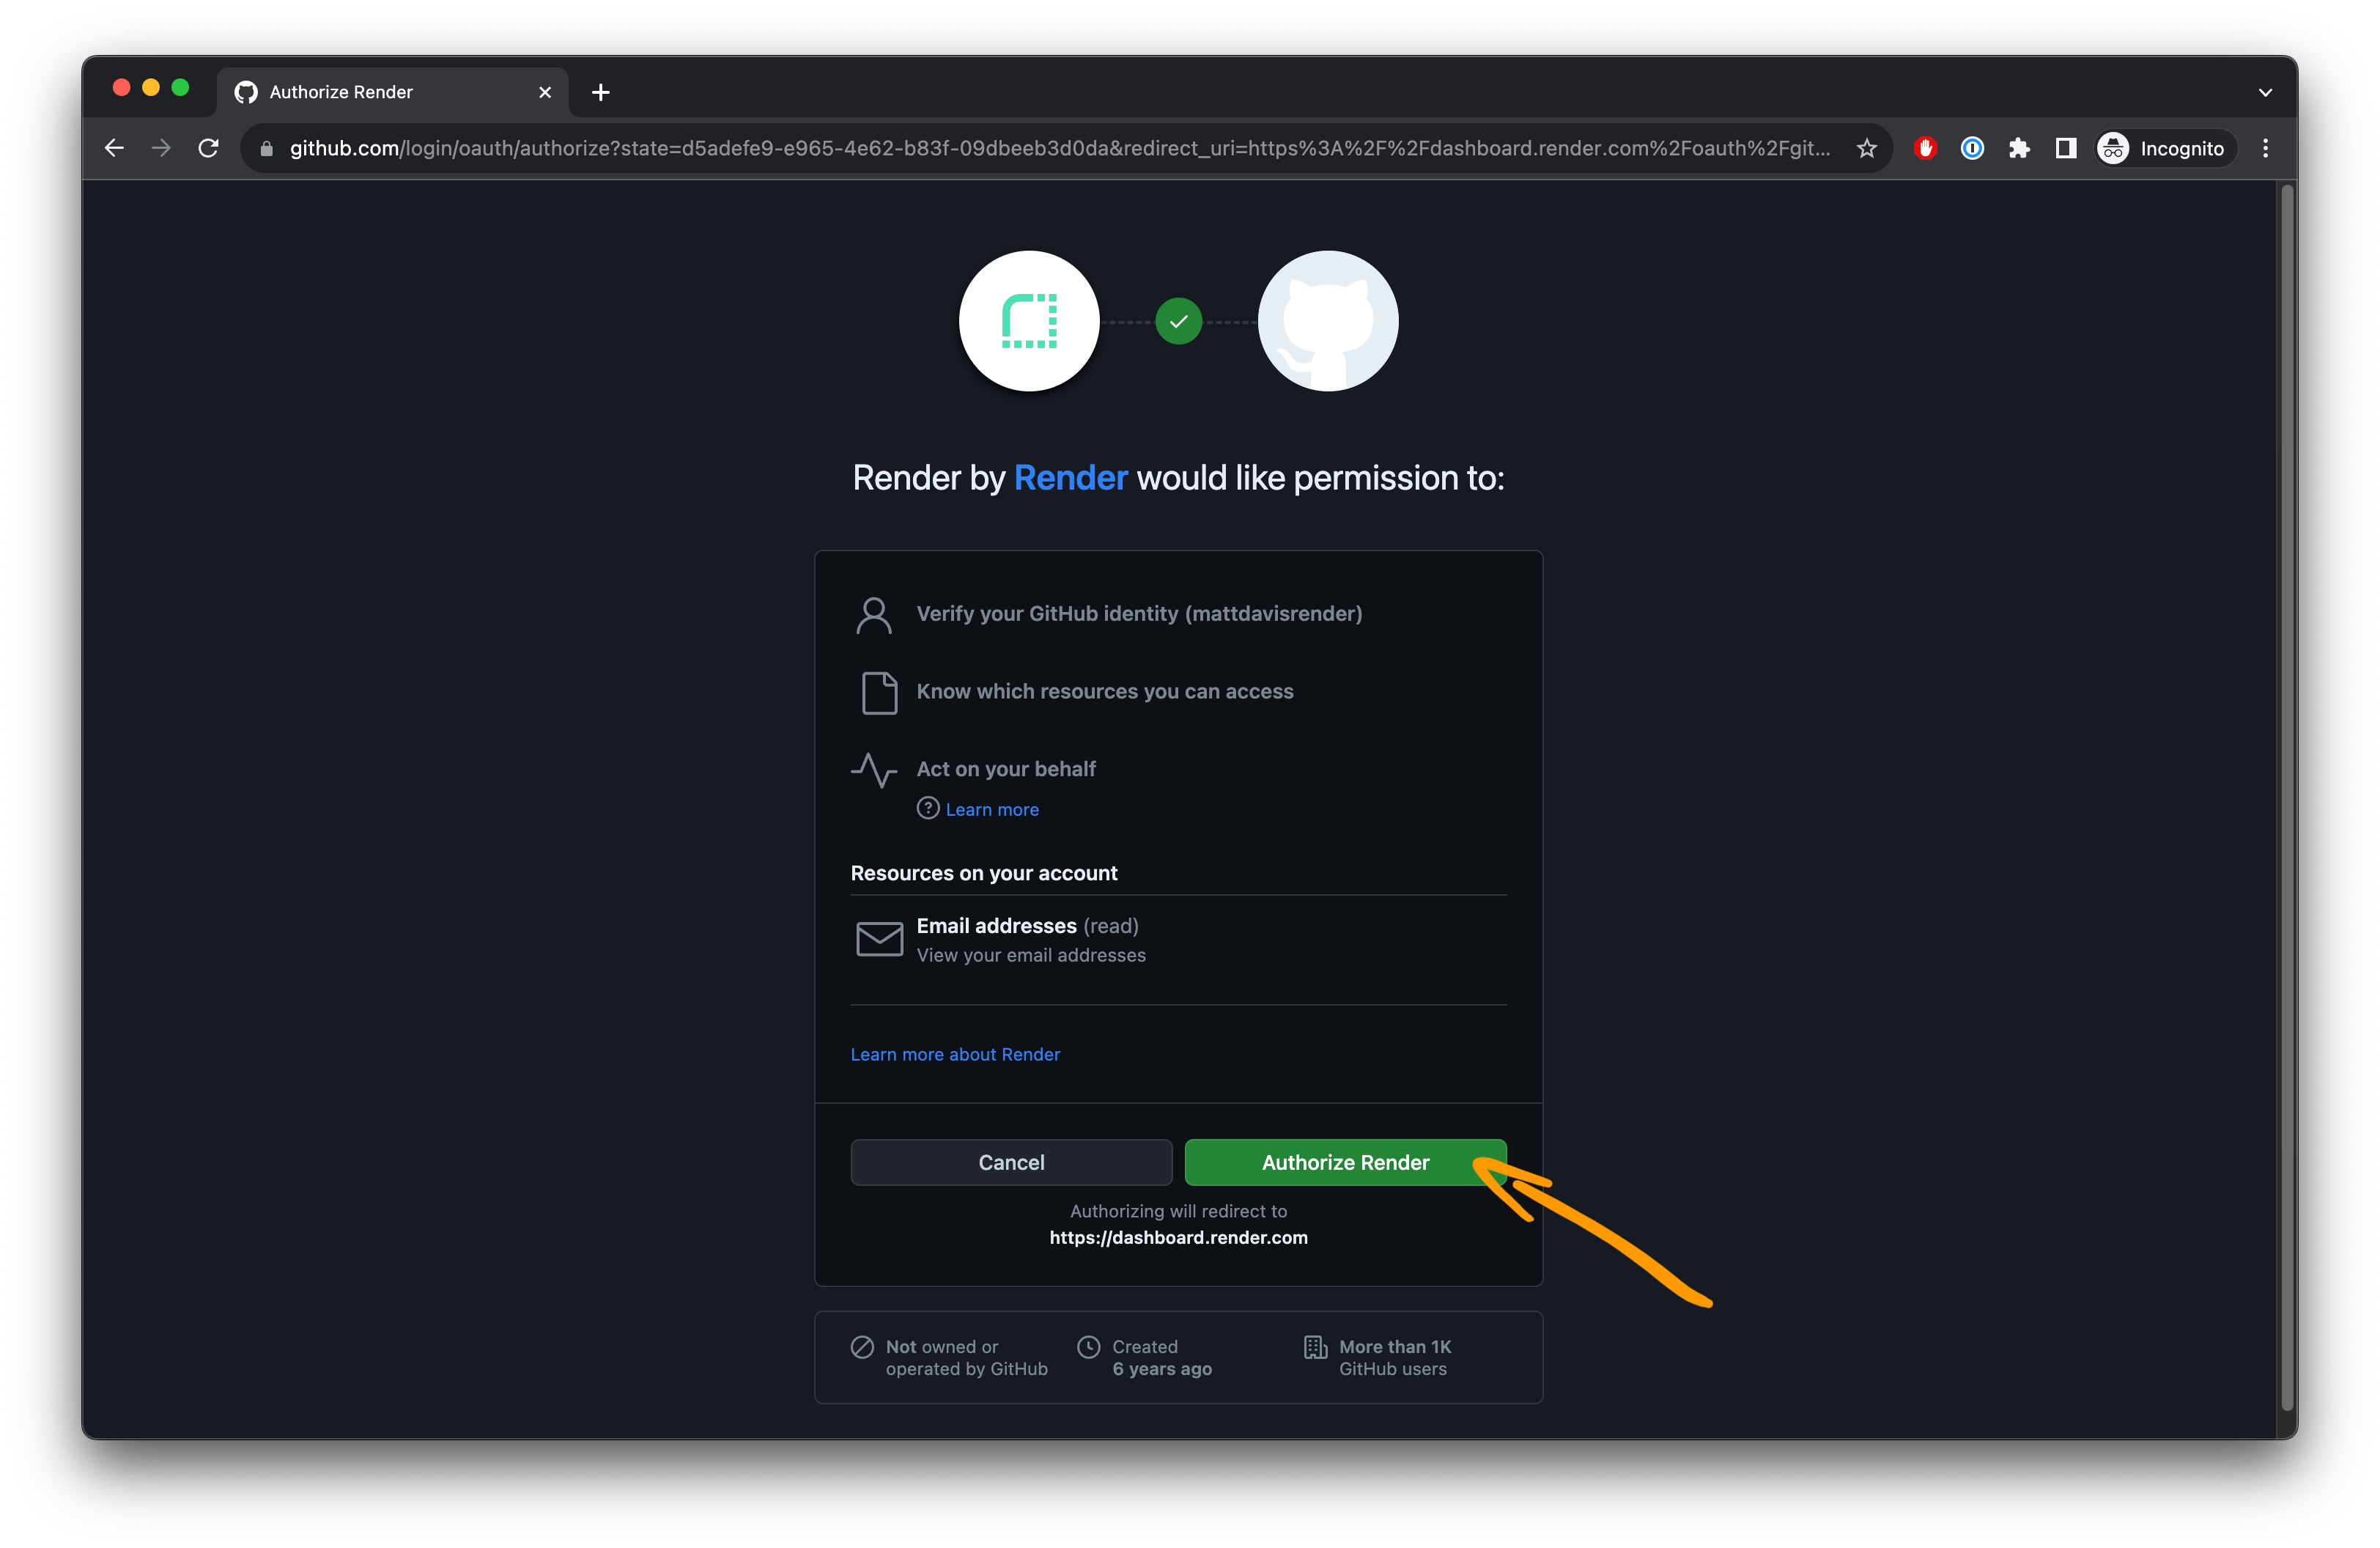 Authorize Render
github.com/login/oauth/authorize?state=d5adefe9-e965-4e62-b83f-09dbeeb3d0da&redirect_uri=https%3A%2F%2Fdashboard.render.com%2Foauth%2Fgit...
Incognito
Render by Render would like permission to:
Verify your GitHub identity (mattdavisrender)
Know which resources you can access
Act on your behalf
Learn more
Resources on your account
Email addresses (read)
View your email addresses
Learn more about Render
Cancel
Authorize Render
Authorizing will redirect to
https://dashboard.render.com
Not owned or
operated by GitHub
Created
6 years ago
More than 1K
GitHub users